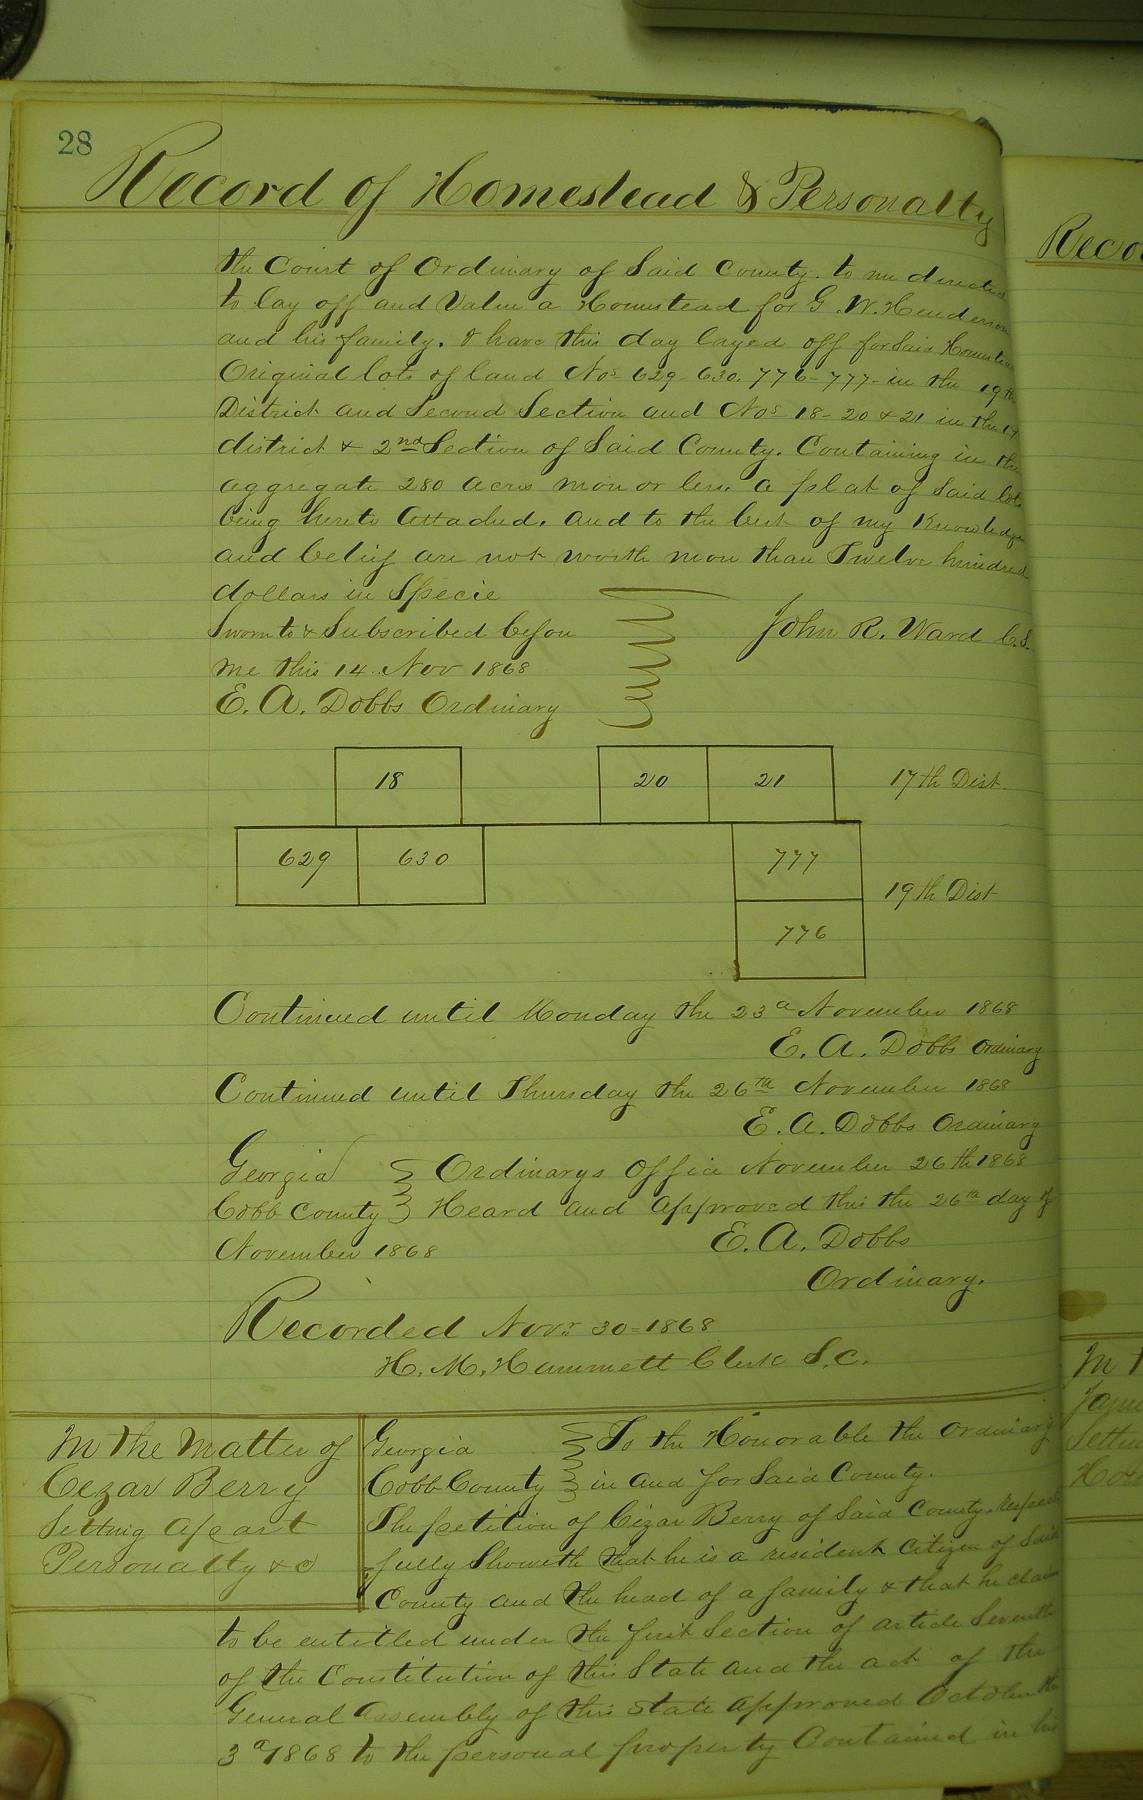 28
Record of Homestead & Personalty
the Court of Ordinary of Said County. to me directed
to lay off and Value a Homestead for G. W. Henderson
and his family. I have this day layed off for Said Homestead
Original lots of land Nos 629 - 630. 776 - 777 - in the 19th
District and Second Section and Nos 18 - 20 & 21 in the 17
district & 2nd Section of Said County. Containing in the
aggregate 280 acres more or less. a plat of Said lots
being hereto attached. and to the best of my Knowledge
and belief are not worth more than Twelve hundred
dollars in Specie
Sworn to & Subscribed before
John R. Ward C.S.
me this 14 Nov 1868
E. A. Dobbs Ordinary
18
20
21
17th Dist
629
630
777
19th Dist
776
Continued until Monday the 23d November 1868
E. A. Dobbs Ordinary
Continued until Thursday the 26th November 1868
E. A. Dobbs Ordinary
Georgia Ordinarys Office November 26th 1868
Cobb County Heard and Approved this the 26th day of
November 1868 E. A. Dobbs
Ordinary.
Recorded Novr 30 = 1868
H. M. Hammett Clerk S. C.
In the Matter of
Cezar Berry
Setting Apart
Personalty &c
Georgia To the Honorable the Ordinary
Cobb County in and for Said County.
The petition of Cezar Berry of Said County. respect
fully Showeth that he is a resident Citizen of Said
County and the head of a family & that he claims
to be entitled under the first Section of article Seventh
of the Constitution of this State and the act of the
General Assembly of this State approved October the
3d 1868 to the personal property Contained in his
Reco
In